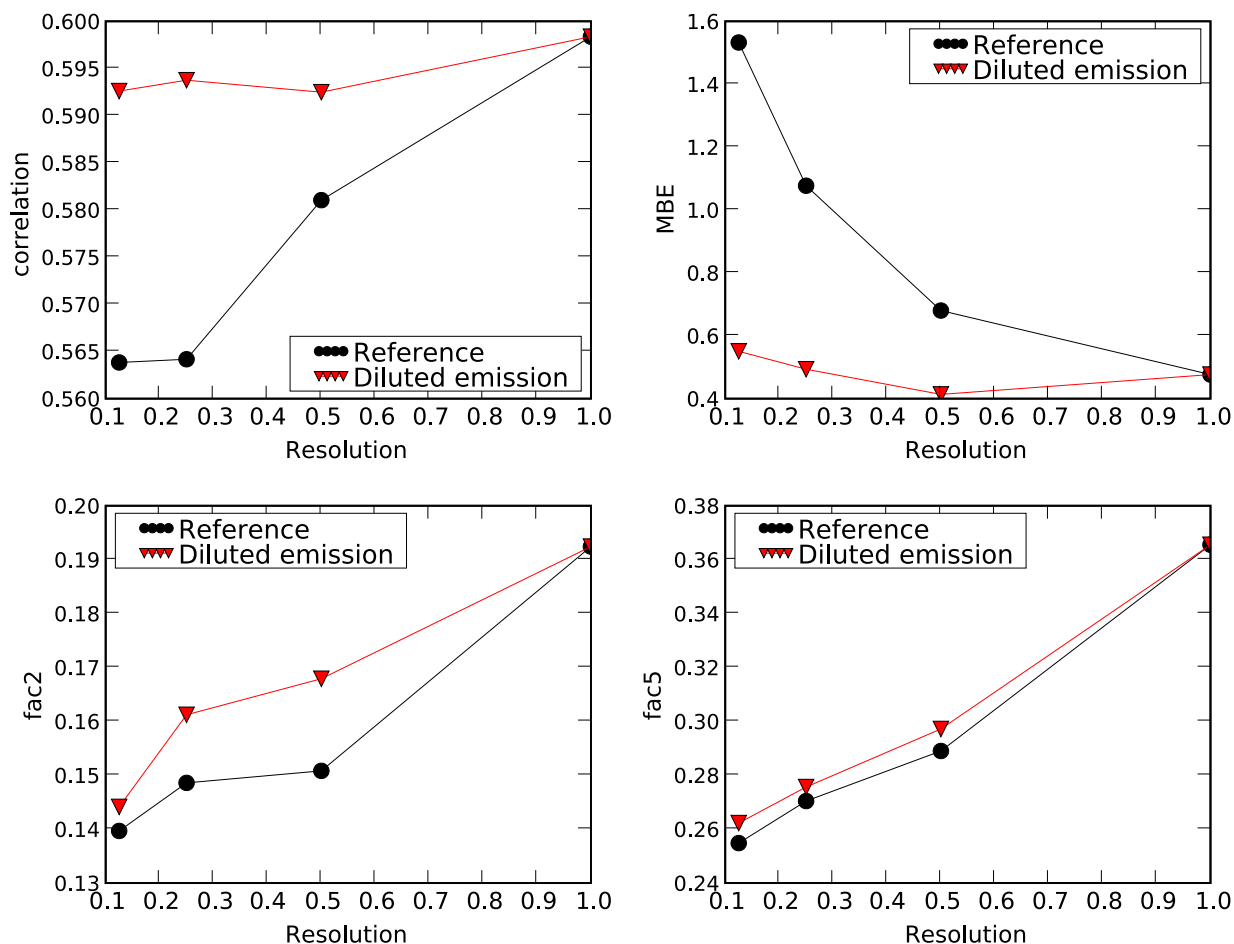 0.600
0.595
0.590
0.585
0.580
0.575
0.570
0.565
0.560
correlation
Reference
Diluted emission
0.1 0.2 0.3 0.4 0.5 0.6 0.7 0.8 0.9 1.0
Resolution
1.6
1.4
1.2
1.0
0.8
0.6
0.4
MBE
Reference
Diluted emission
0.1 0.2 0.3 0.4 0.5 0.6 0.7 0.8 0.9 1.0
Resolution
0.20
0.19
0.18
0.17
0.16
0.15
0.14
0.13
fac2
Reference
Diluted emission
0.1 0.2 0.3 0.4 0.5 0.6 0.7 0.8 0.9 1.0
Resolution
0.38
0.36
0.34
0.32
0.30
0.28
0.26
0.24
fac5
Reference
Diluted emission
0.1 0.2 0.3 0.4 0.5 0.6 0.7 0.8 0.9 1.0
Resolution